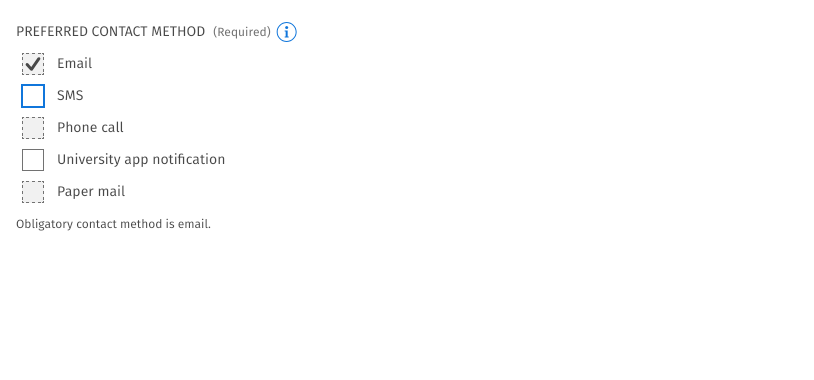 PREFERRED CONTACT METHOD (Required)
Email
SMS
Phone call
University app notification
Paper mail
Obligatory contact method is email.